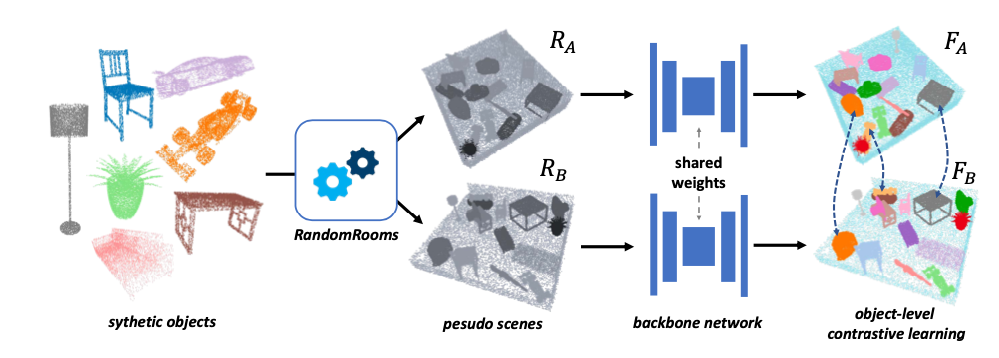 R_A
F_A
R_B
F_B
shared
weights
RandomRooms
sythetic objects
pesudo scenes
backbone network
object-level
contrastive learning